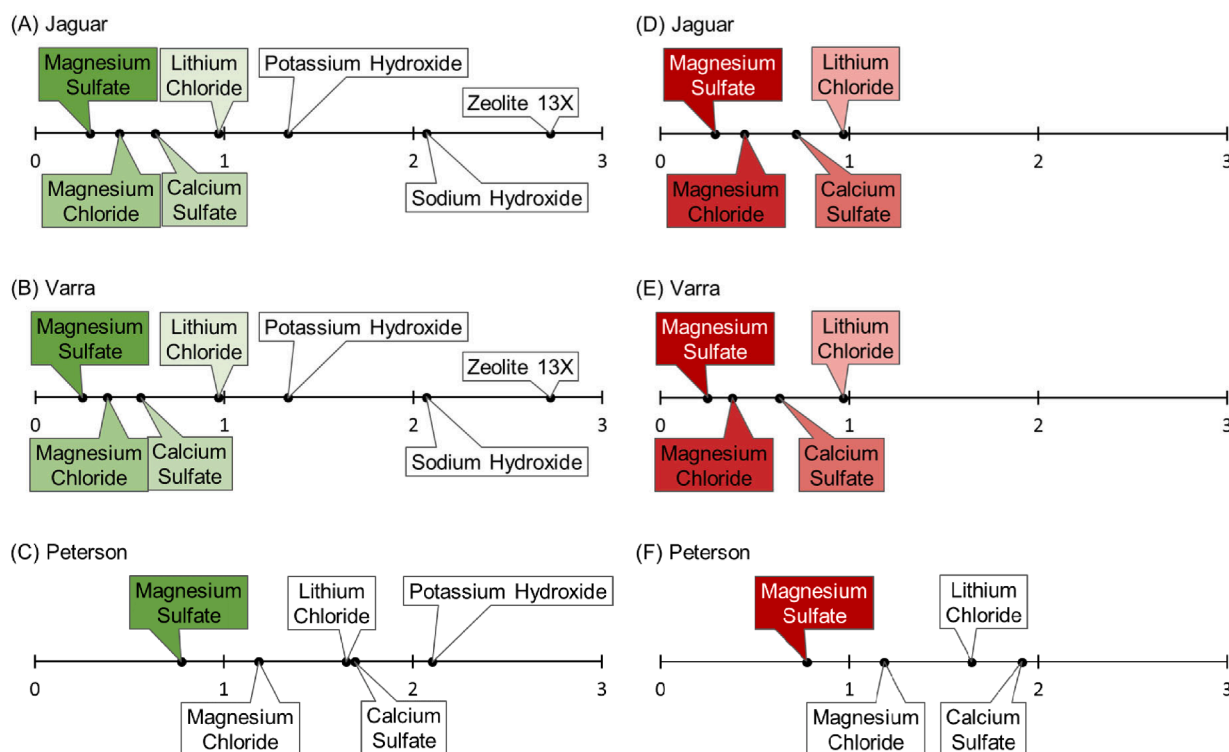 (A) Jaguar
Magnesium
Sulfate
Lithium
Chloride
Potassium Hydroxide
Zeolite 13X
0
1
2
3
Magnesium
Chloride
Calcium
Sulfate
Sodium Hydroxide
(D) Jaguar
Magnesium
Sulfate
Lithium
Chloride
0
1
2
3
Magnesium
Chloride
Calcium
Sulfate
(B) Varra
Magnesium
Sulfate
Lithium
Chloride
Potassium Hydroxide
Zeolite 13X
0
1
2
3
Magnesium
Chloride
Calcium
Sulfate
Sodium Hydroxide
(E) Varra
Magnesium
Sulfate
Lithium
Chloride
0
1
2
3
Magnesium
Chloride
Calcium
Sulfate
(C) Peterson
Magnesium
Sulfate
Lithium
Chloride
Potassium Hydroxide
0
1
2
3
Magnesium
Chloride
Calcium
Sulfate
(F) Peterson
Magnesium
Sulfate
Lithium
Chloride
0
1
2
3
Magnesium
Chloride
Calcium
Sulfate